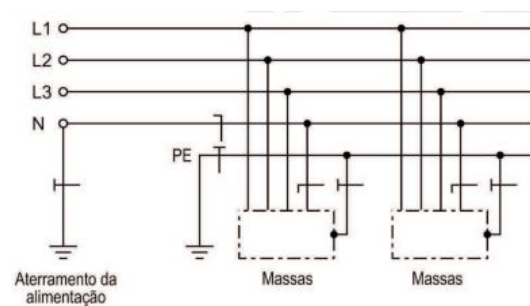 L1
L2
L3
N
PE
Aterramento da
alimentação
Massas
Massas